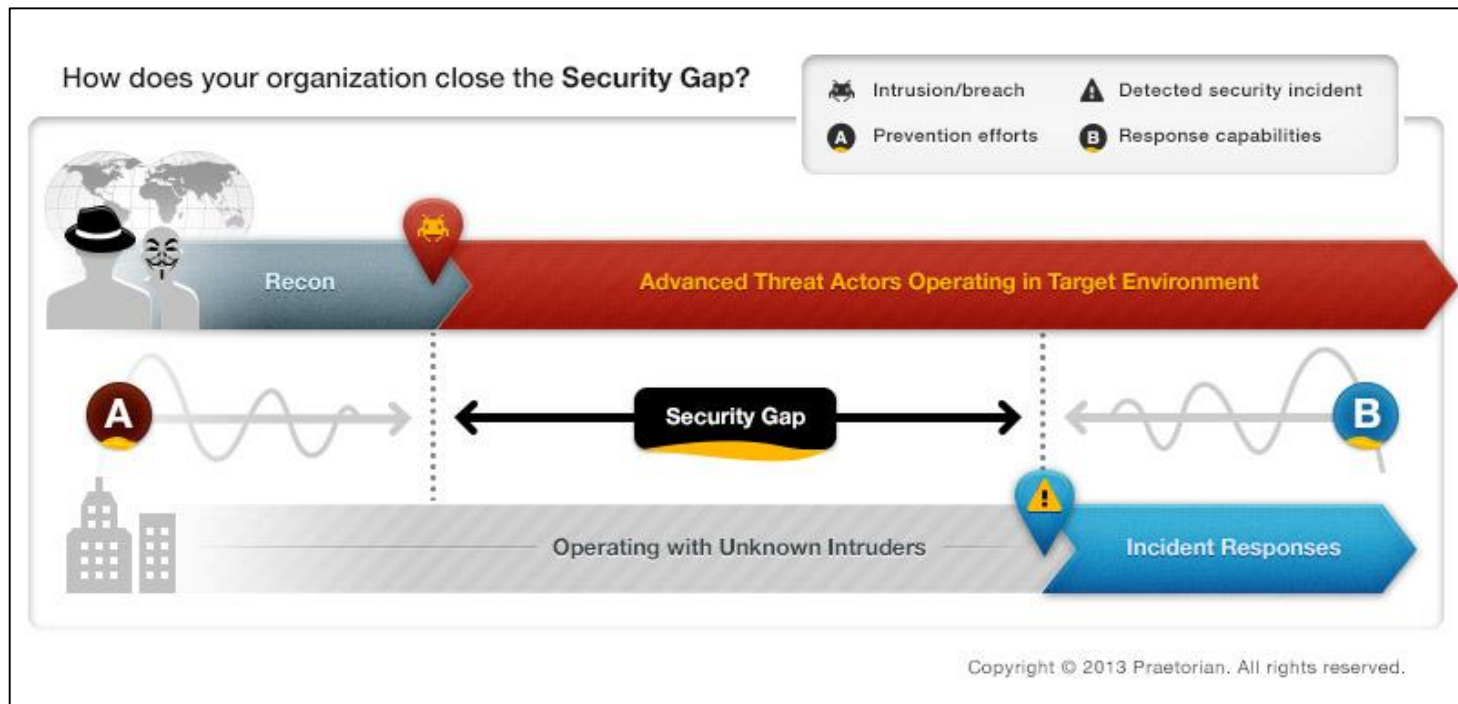 How does your organization close the Security Gap?
Intrusion/breach
Detected security incident
A Prevention efforts
B Response capabilities
Recon
Advanced Threat Actors Operating in Target Environment
A
Security Gap
B
Operating with Unknown Intruders
Incident Responses
Copyright © 2013 Praetorian. All rights reserved.